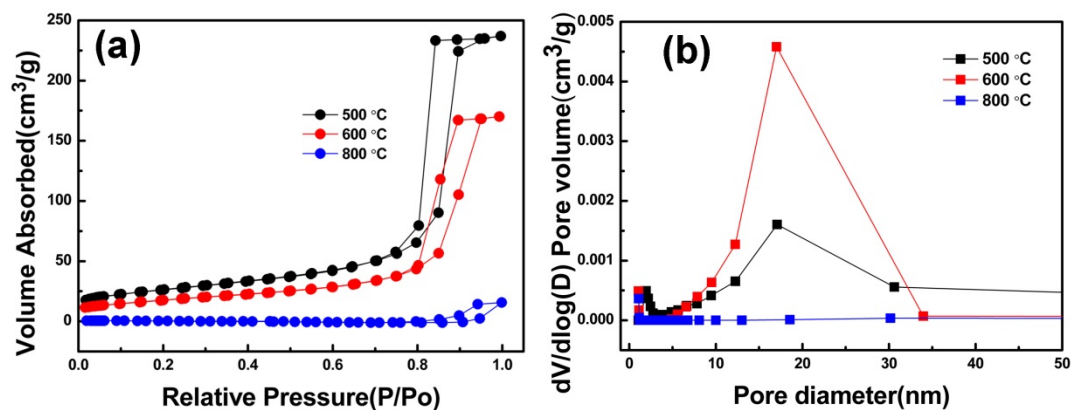 (a)
Volume Absorbed(cm³/g)
250
200
150
100
50
0
500 °C
600 °C
800 °C
0.0 0.2 0.4 0.6 0.8 1.0
Relative Pressure(P/Po)
(b)
dV/dlog(D) Pore volume(cm³/g)
0.005
0.004
0.003
0.002
0.001
0.000
500 °C
600 °C
800 °C
0 10 20 30 40 50
Pore diameter(nm)